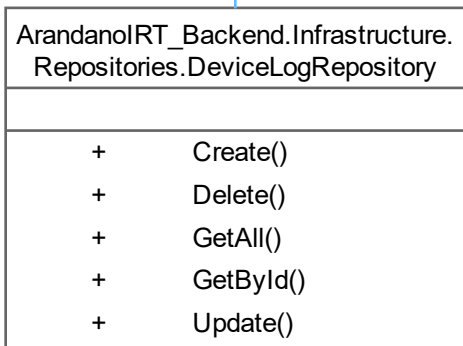 ArandanoIRT_Backend.Infrastructure.
Repositories.DeviceLogRepository
+ Create()
+ Delete()
+ GetAll()
+ GetById()
+ Update()